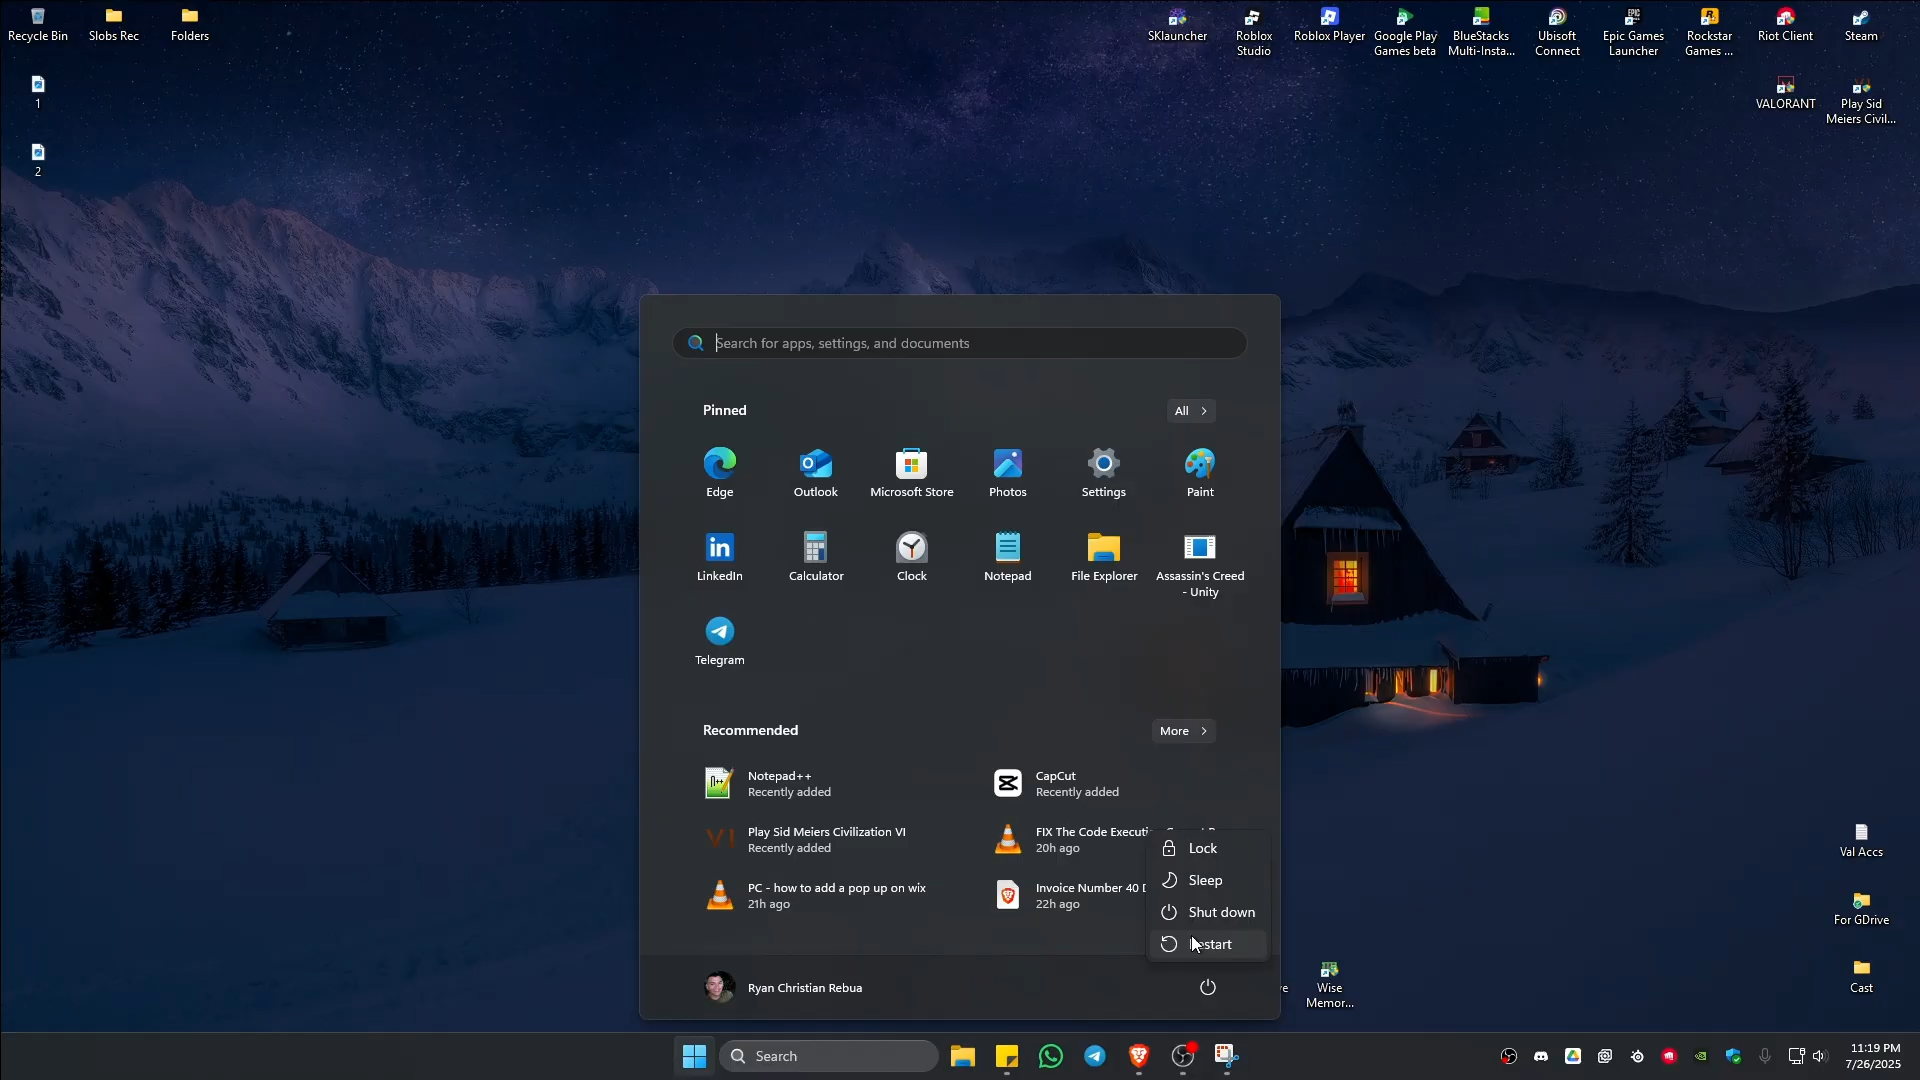 Recycle Bin
Slobs Rec
Folders
1
2
SKlauncher
Roblox
Studio
Roblox Player
Google Play
Games beta
BlueStacks
Multi-Insta...
Ubisoft
Connect
Epic Games
Launcher
Rockstar
Games ...
Riot Client
Steam
VALORANT
Play Sid
Meiers Civil...
Search for apps, settings, and documents
Pinned
All
Edge
Outlook
Microsoft Store
Photos
Settings
Paint
LinkedIn
Calculator
Clock
Notepad
File Explorer
Assassin's Creed
- Unity
Telegram
Recommended
More
Notepad++
Recently added
CapCut
Recently added
Play Sid Meiers Civilization VI
Recently added
FIX The Code
20h ago
PC - how to add a pop up on wix
21h ago
Invoice Number 40
22h ago
Lock
Sleep
Shut down
Restart
Ryan Christian Rebua
Wise
Memor...
Val Accs
For GDrive
Cast
Search
11:19 PM
7/26/2025